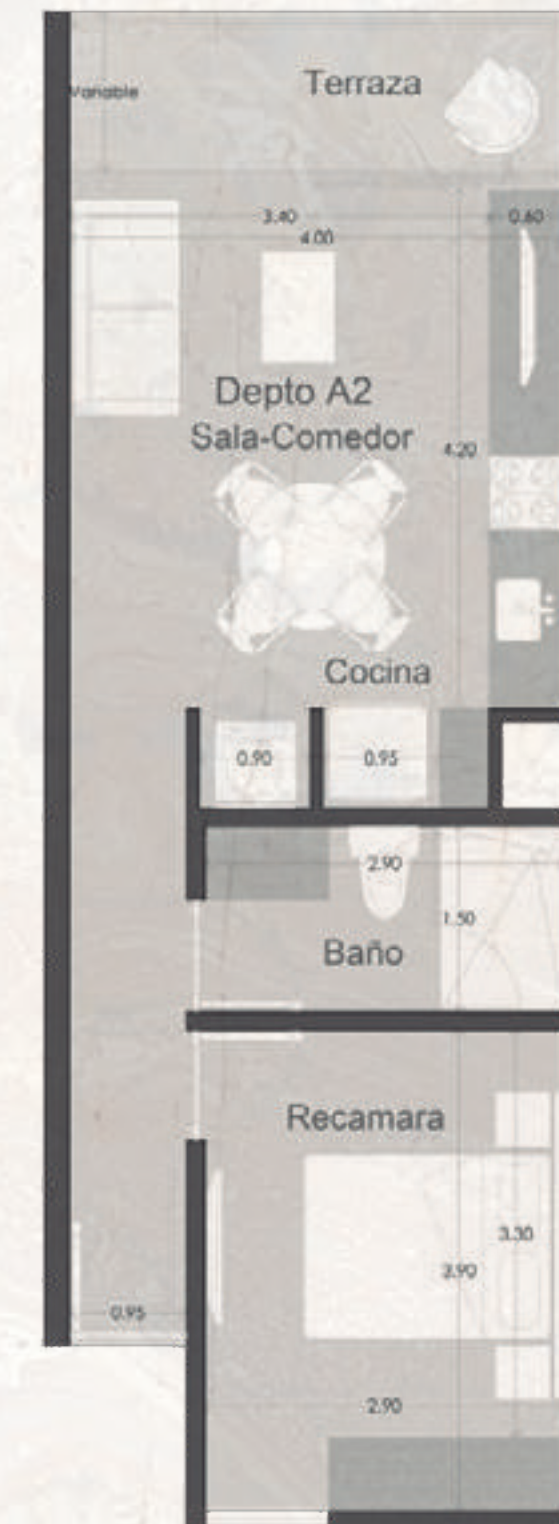 Terraza
Variable
3.40
0.60
4.00
Depto A2
Sala-Comedor
4.20
Cocina
0.90
0.95
2.90
1.50
Baño
Recamara
3.30
3.90
0.95
2.90